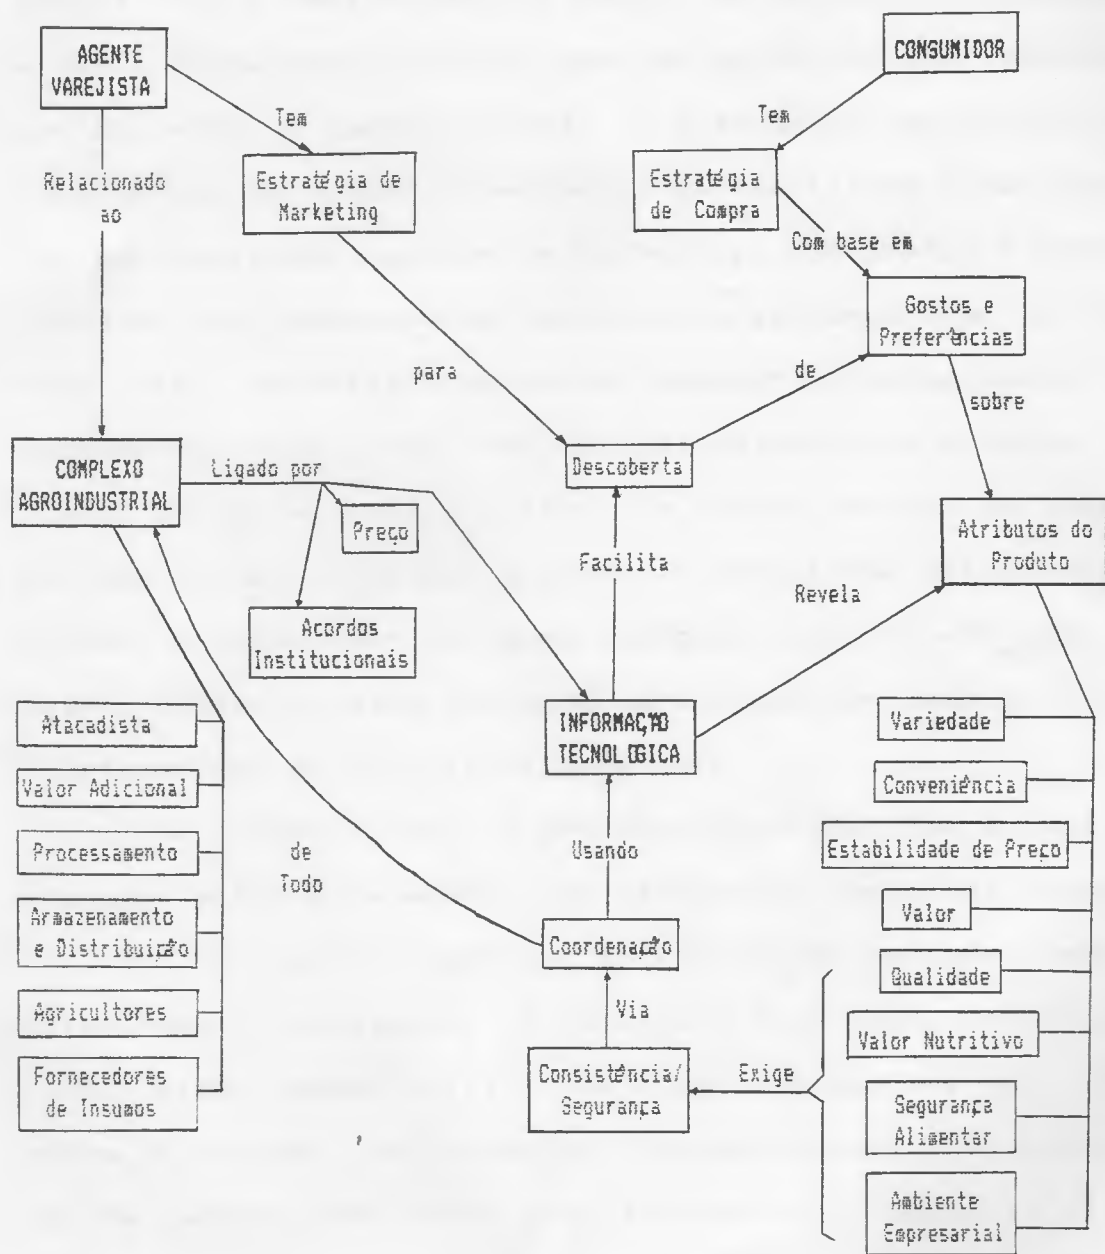 AGENTE
VAREJISTA
CONSUMIDOR
Tem
Tem
Relacionado
ao
Estratégia de
Marketing
Estratégia
de Compra
Com base em
Gostos e
Preferências
para
de
sobre
COMPLEXO
AGROINDUSTRIAL
Ligado por
Descoberta
Preço
Atributos do
Produto
Facilita
Revela
Acordos
Institucionais
INFORMAÇÃO
TECNOLÓGICA
Atacadista
Variedade
Valor Adicional
Conveniência
Processamento
de
Todo
Usando
Estabilidade de Preço
Armazenamento
e Distribuição
Valor
Coordenação
Qualidade
Agricultores
Via
Valor Nutritivo
Fornecedores
de Insumos
Consistência/
Segurança
Exige
Segurança
Alimentar
Ambiente
Empresarial